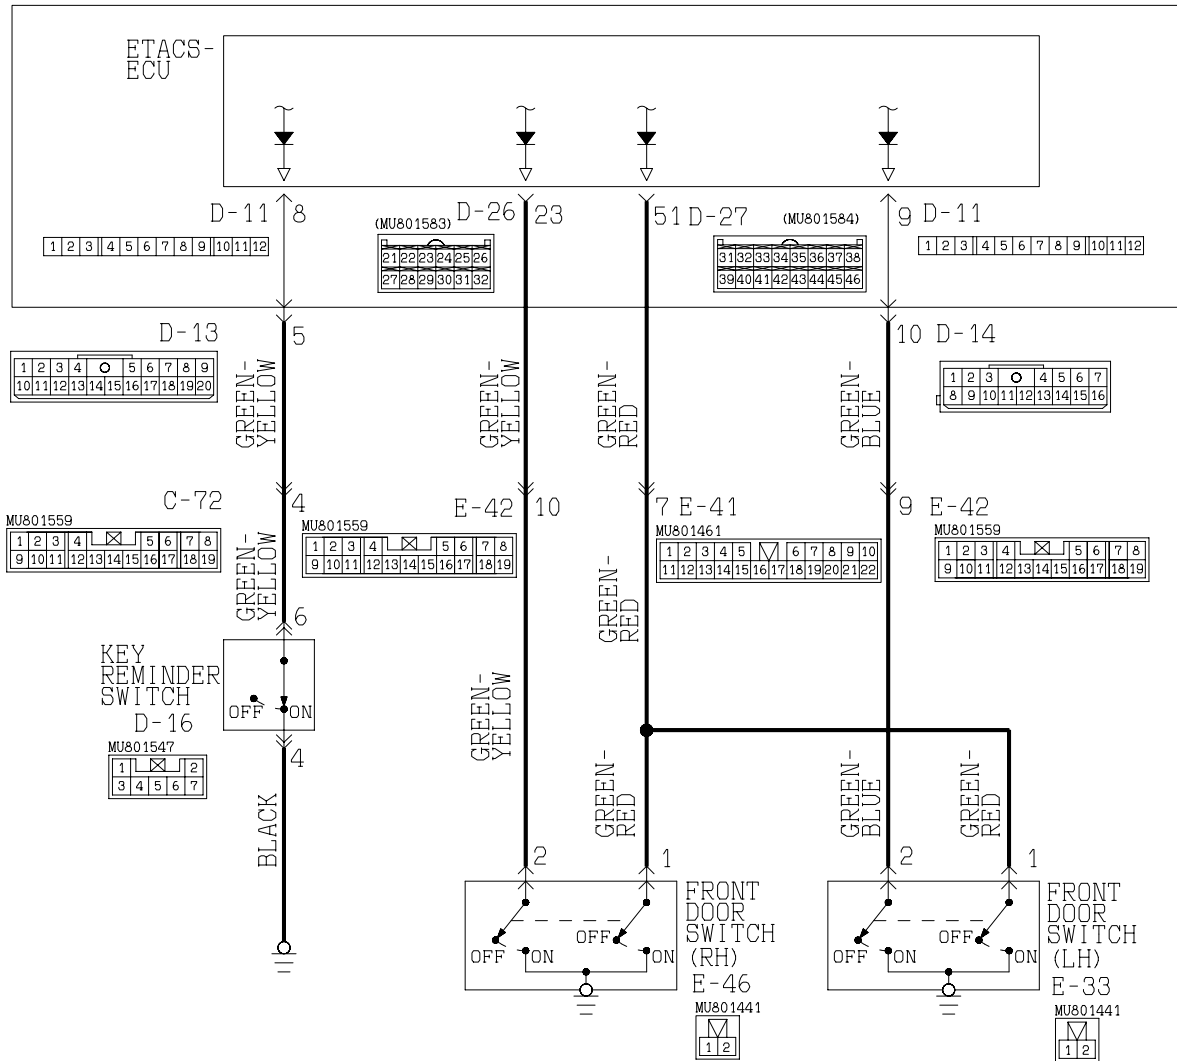 ETACS-
ECU
D-11 8
D-26 23
51 D-27
9 D-11
(MU801583)
(MU801584)
1 2 3 4 5 6 7 8 9 10 11 12
21 22 23 24 25 26
27 28 29 30 31 32
31 32 33 34 35 36 37 38
39 40 41 42 43 44 45 46
1 2 3 4 5 6 7 8 9 10 11 12
D-13 5
10 D-14
1 2 3 4 5 6 7 8 9
10 11 12 13 14 15 16 17 18 19 20
1 2 3 4 5 6 7
8 9 10 11 12 13 14 15 16
GREEN-
YELLOW
GREEN-
YELLOW
GREEN-
RED
GREEN-
BLUE
C-72 4
E-42 10
7 E-41
9 E-42
MU801559
1 2 3 4 5 6 7 8
9 10 11 12 13 14 15 16 17 18 19
MU801559
1 2 3 4 5 6 7 8
9 10 11 12 13 14 15 16 17 18 19
MU801461
1 2 3 4 5 6 7 8 9 10
11 12 13 14 15 16 17 18 19 20 21 22
MU801559
1 2 3 4 5 6 7 8
9 10 11 12 13 14 15 16 17 18 19
GREEN-
YELLOW
GREEN-
RED
6
KEY
REMINDER
SWITCH
OFF ON
D-16
MU801547
1 2
3 4 5 6 7
4
BLACK
GREEN-
YELLOW
GREEN-
RED
GREEN-
BLUE
GREEN-
RED
2 1
2 1
OFF ON
OFF ON
FRONT
DOOR
SWITCH
(RH)
E-46
MU801441
1 2
OFF ON
OFF ON
FRONT
DOOR
SWITCH
(LH)
E-33
MU801441
1 2